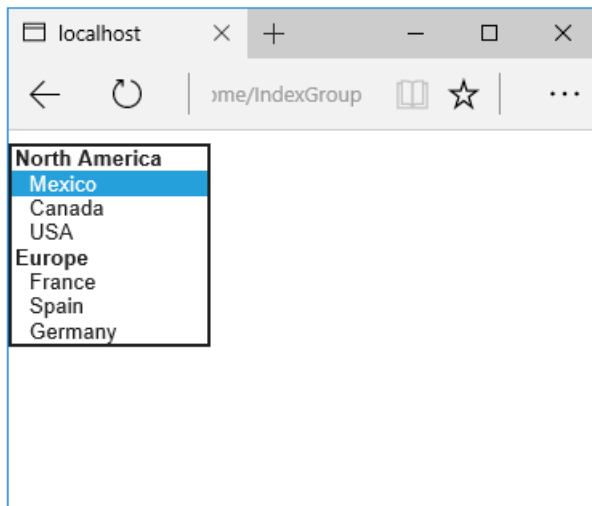 localhost
ome/IndexGroup
North America
Mexico
Canada
USA
Europe
France
Spain
Germany